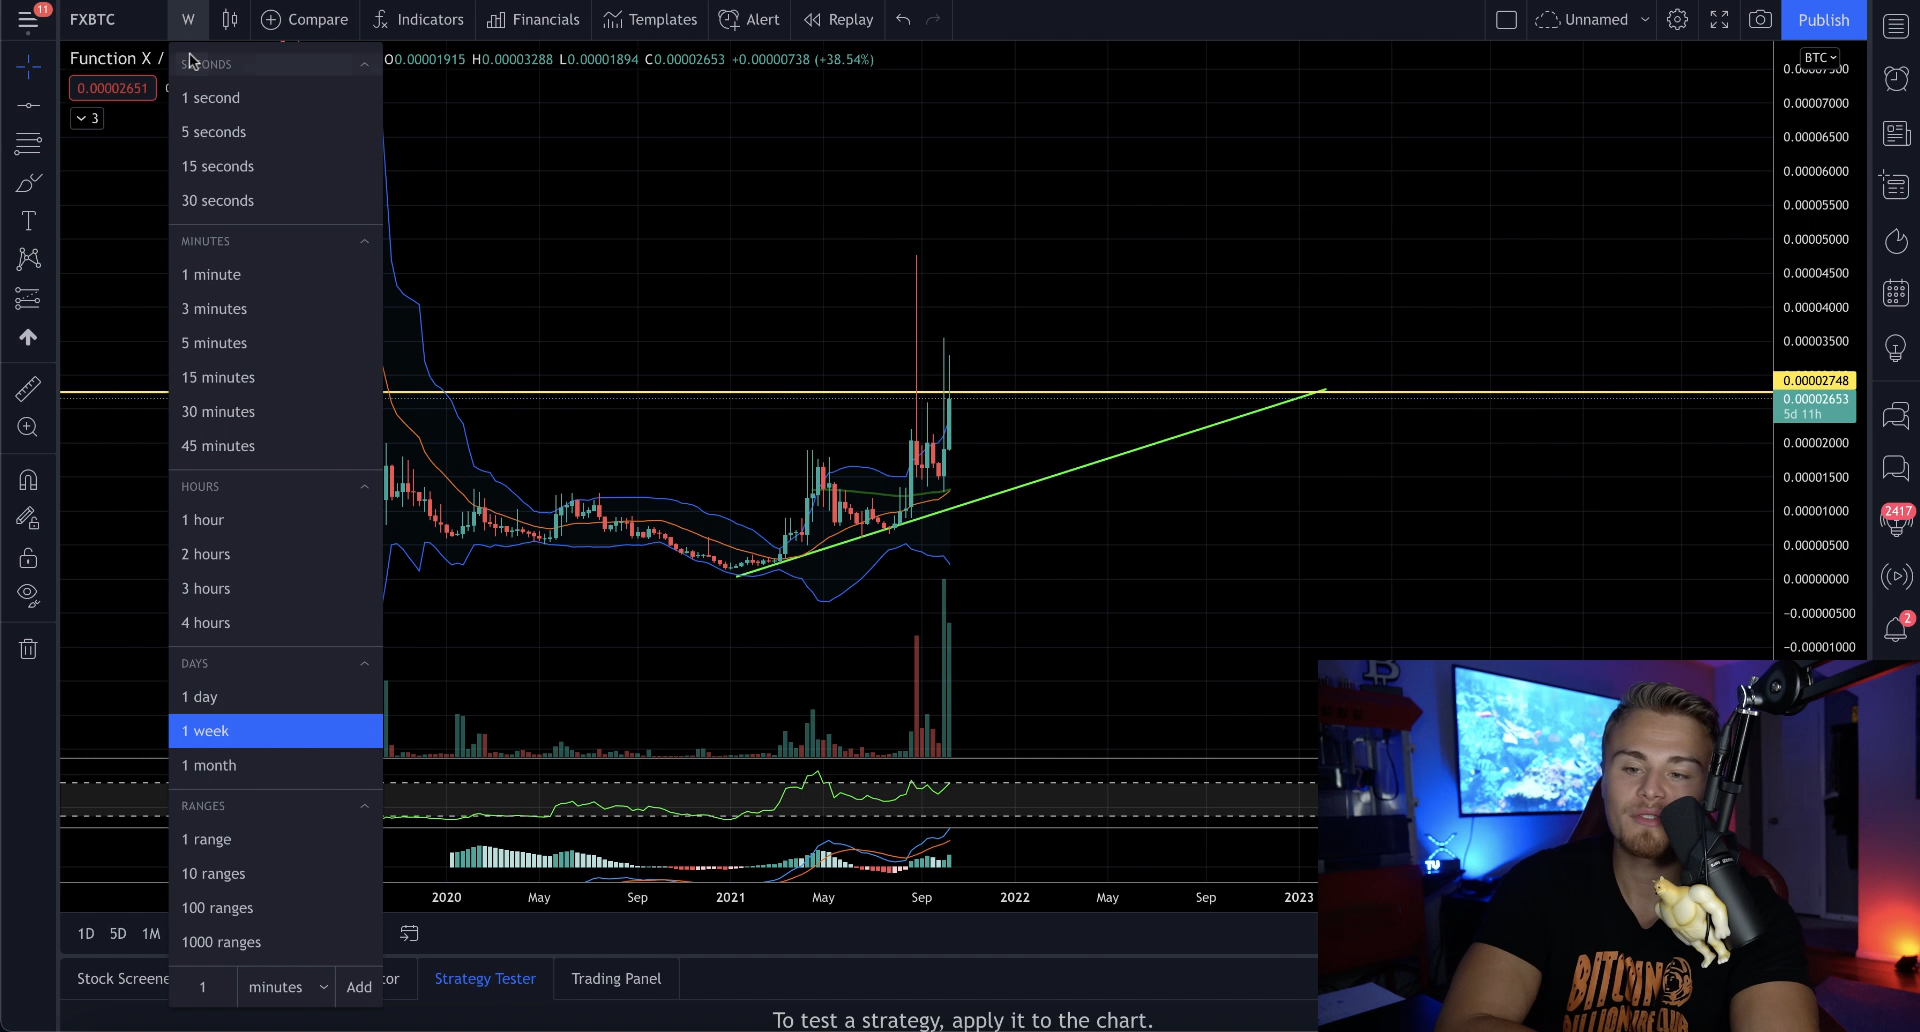 11
FXBTC
W
Compare
Indicators
Financials
Templates
Alert
Replay
Unnamed
Publish
Function X /
O0.00001915 H0.00003288 L0.00001894 C0.00002653 +0.00000738 (+38.54%)
0.00002651
3
SECONDS
1 second
5 seconds
15 seconds
30 seconds
MINUTES
1 minute
3 minutes
5 minutes
15 minutes
30 minutes
45 minutes
HOURS
1 hour
2 hours
3 hours
4 hours
DAYS
1 day
1 week
1 month
RANGES
1 range
10 ranges
100 ranges
1000 ranges
1 minutes Add
BTC
0.00007500
0.00007000
0.00006500
0.00006000
0.00005500
0.00005000
0.00004500
0.00004000
0.00003500
0.00002748
0.00002653
5d 11h
0.00002000
0.00001500
0.00001000
0.00000500
0.00000000
−0.00000500
−0.00001000
2417
2
2020 May Sep 2021 May Sep 2022 May Sep 2023
1D 5D 1M
Stock Screene
tor
Strategy Tester
Trading Panel
To test a strategy, apply it to the chart.
BITCOIN
BILLIONAIRE CLUB